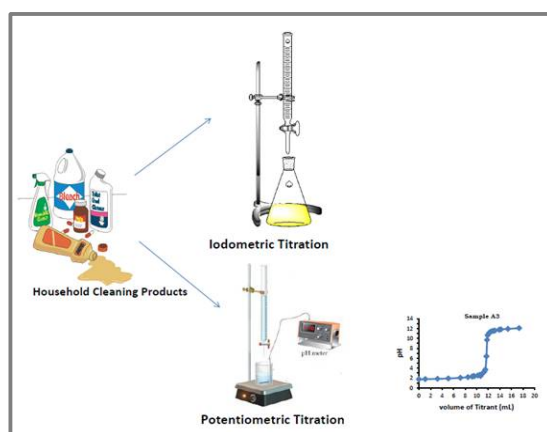 Bleach
Household Cleaning Products
Iodometric Titration
pH meter
Potentiometric Titration
Sample A3
pH
14
12
10
8
6
4
2
0
0 2 4 6 8 10 12 14 16 18 20
volume of Titrant (mL)